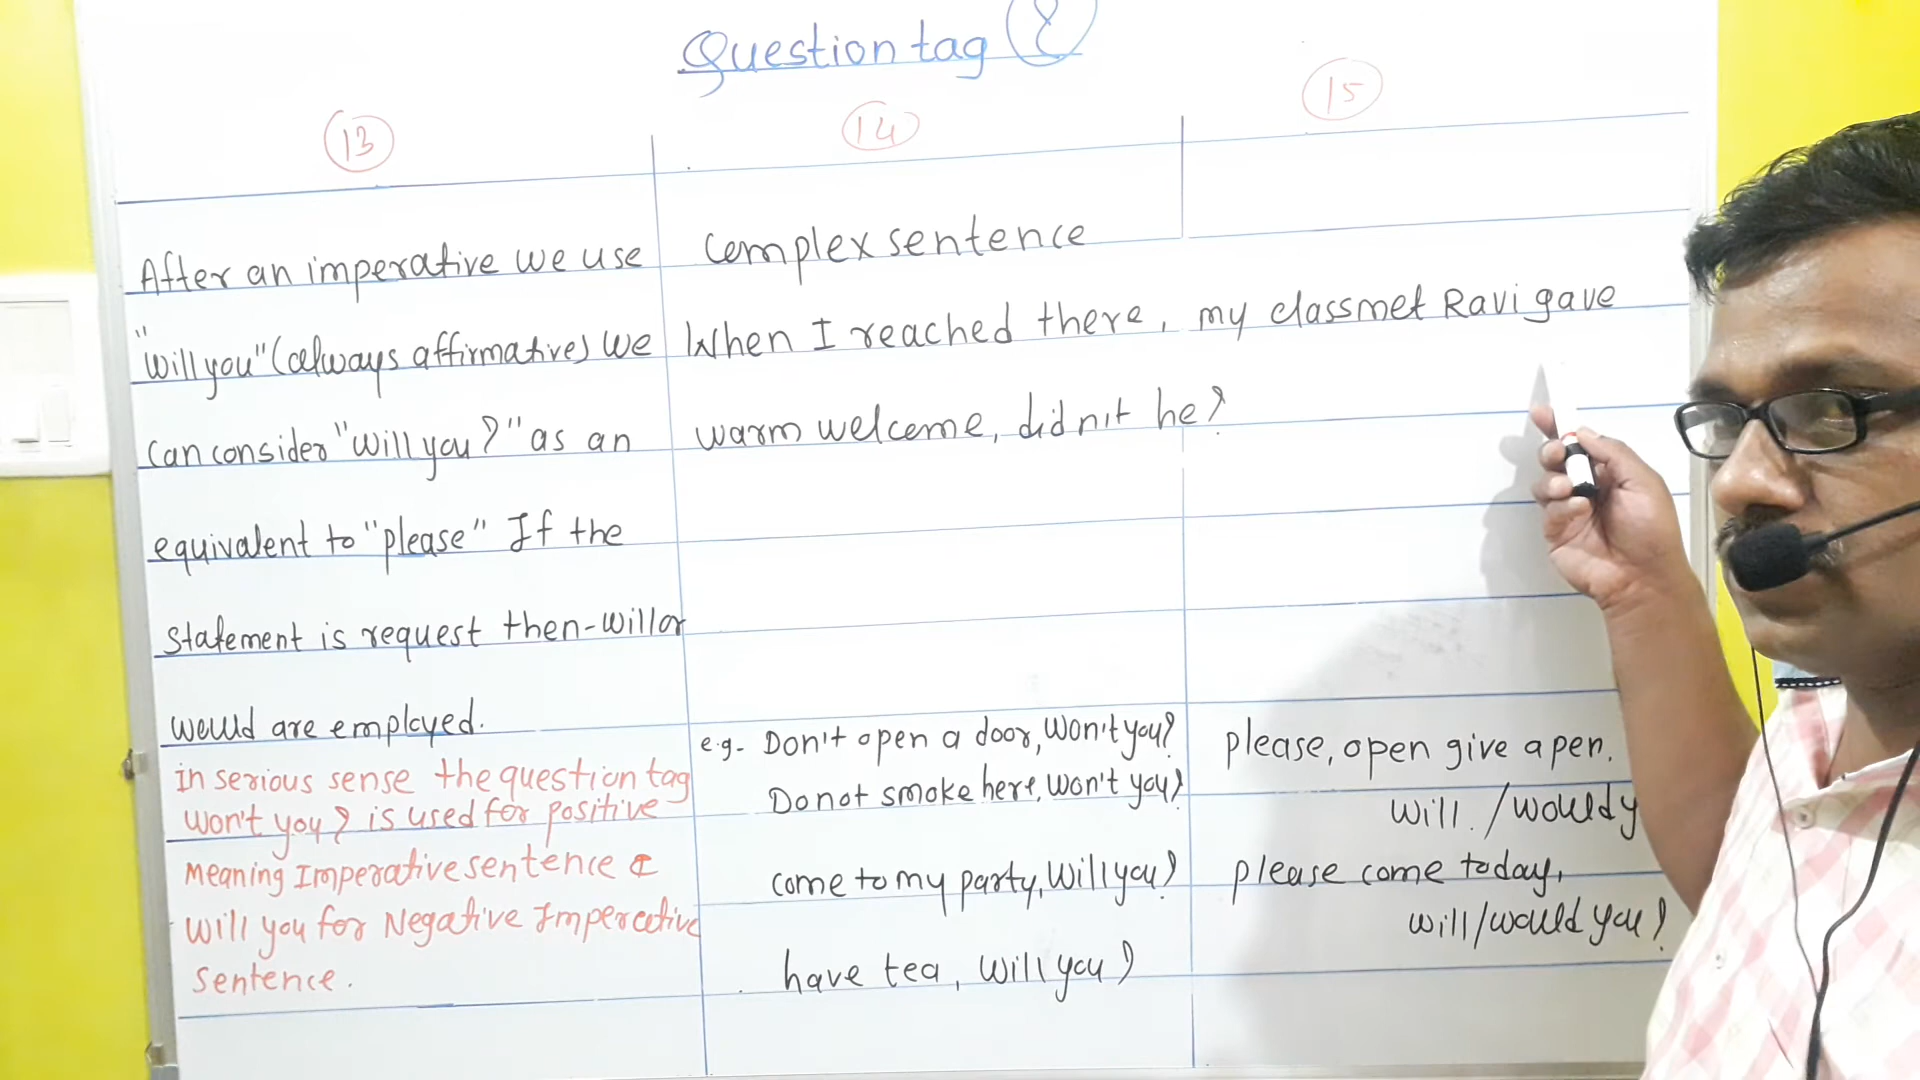 Question tag ?
13
14
15
After an imperative we use
"will you" (always affirmative) we
can consider "will you?" as an
equivalent to "please" If the
statement is request then-will or
would are employed.
in serious sense the question tag
won't you? is used for positive
Meaning Imperative sentence &
will you for Negative Imperative
sentence.
complex sentence
When I reached there, my classmet Ravi gave
warm welcome, didn't he?
e.g- Don't open a door, Won't you?
Do not smoke here, Won't you?
come to my party, Will you?
have tea, Will you?
please, open give a pen.
will. /would y
please come today,
will/would you?